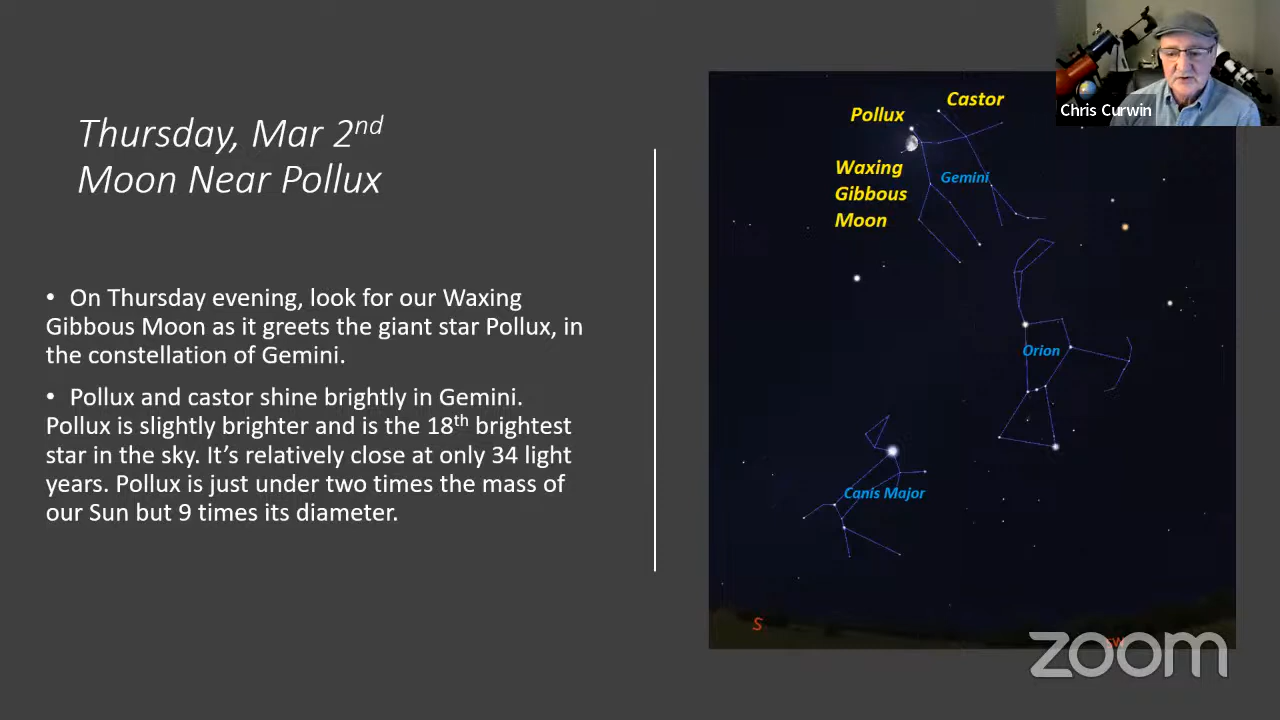 Thursday, Mar 2nd
Moon Near Pollux
• On Thursday evening, look for our Waxing
Gibbous Moon as it greets the giant star Pollux, in
the constellation of Gemini.
• Pollux and castor shine brightly in Gemini.
Pollux is slightly brighter and is the 18th brightest
star in the sky. It's relatively close at only 34 light
years. Pollux is just under two times the mass of
our Sun but 9 times its diameter.
Castor
Pollux
Waxing
Gibbous
Moon
Gemini
Orion
Canis Major
S
SW
Chris Curwin
zoom